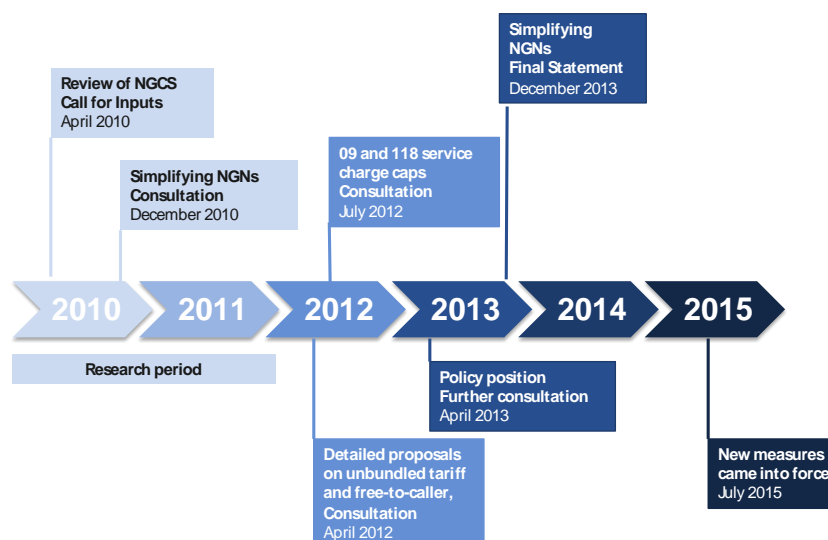 Simplifying
NGNs
Final Statement
December 2013
Review of NGCS
Call for Inputs
April 2010
09 and 118 service
charge caps
Consultation
July 2012
Simplifying NGNs
Consultation
December 2010
2010
2011
2012
2013
2014
2015
Research period
Policy position
Further consultation
April 2013
Detailed proposals
on unbundled tariff
and free-to-caller,
Consultation
April 2012
New measures
came into force
July 2015